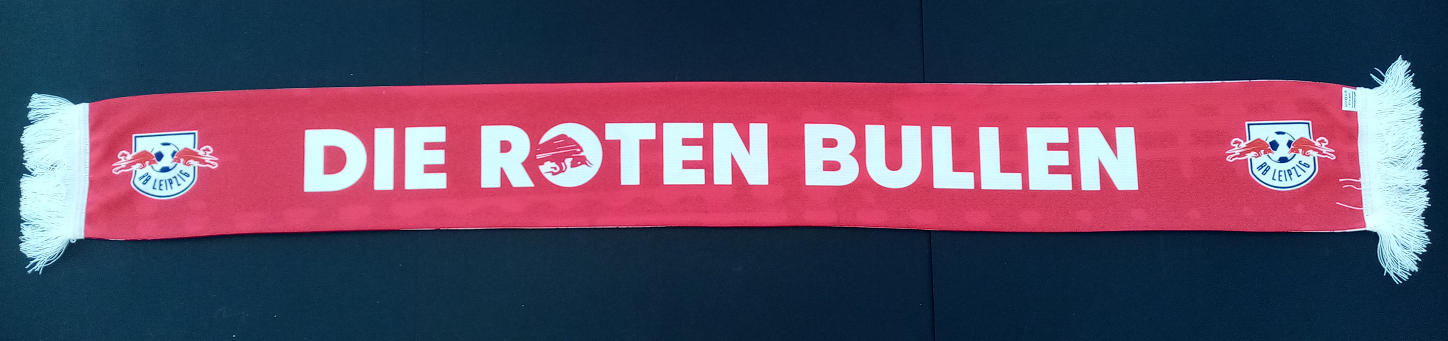 DIE ROTEN BULLEN
RB LEIPZIG
RB LEIPZIG